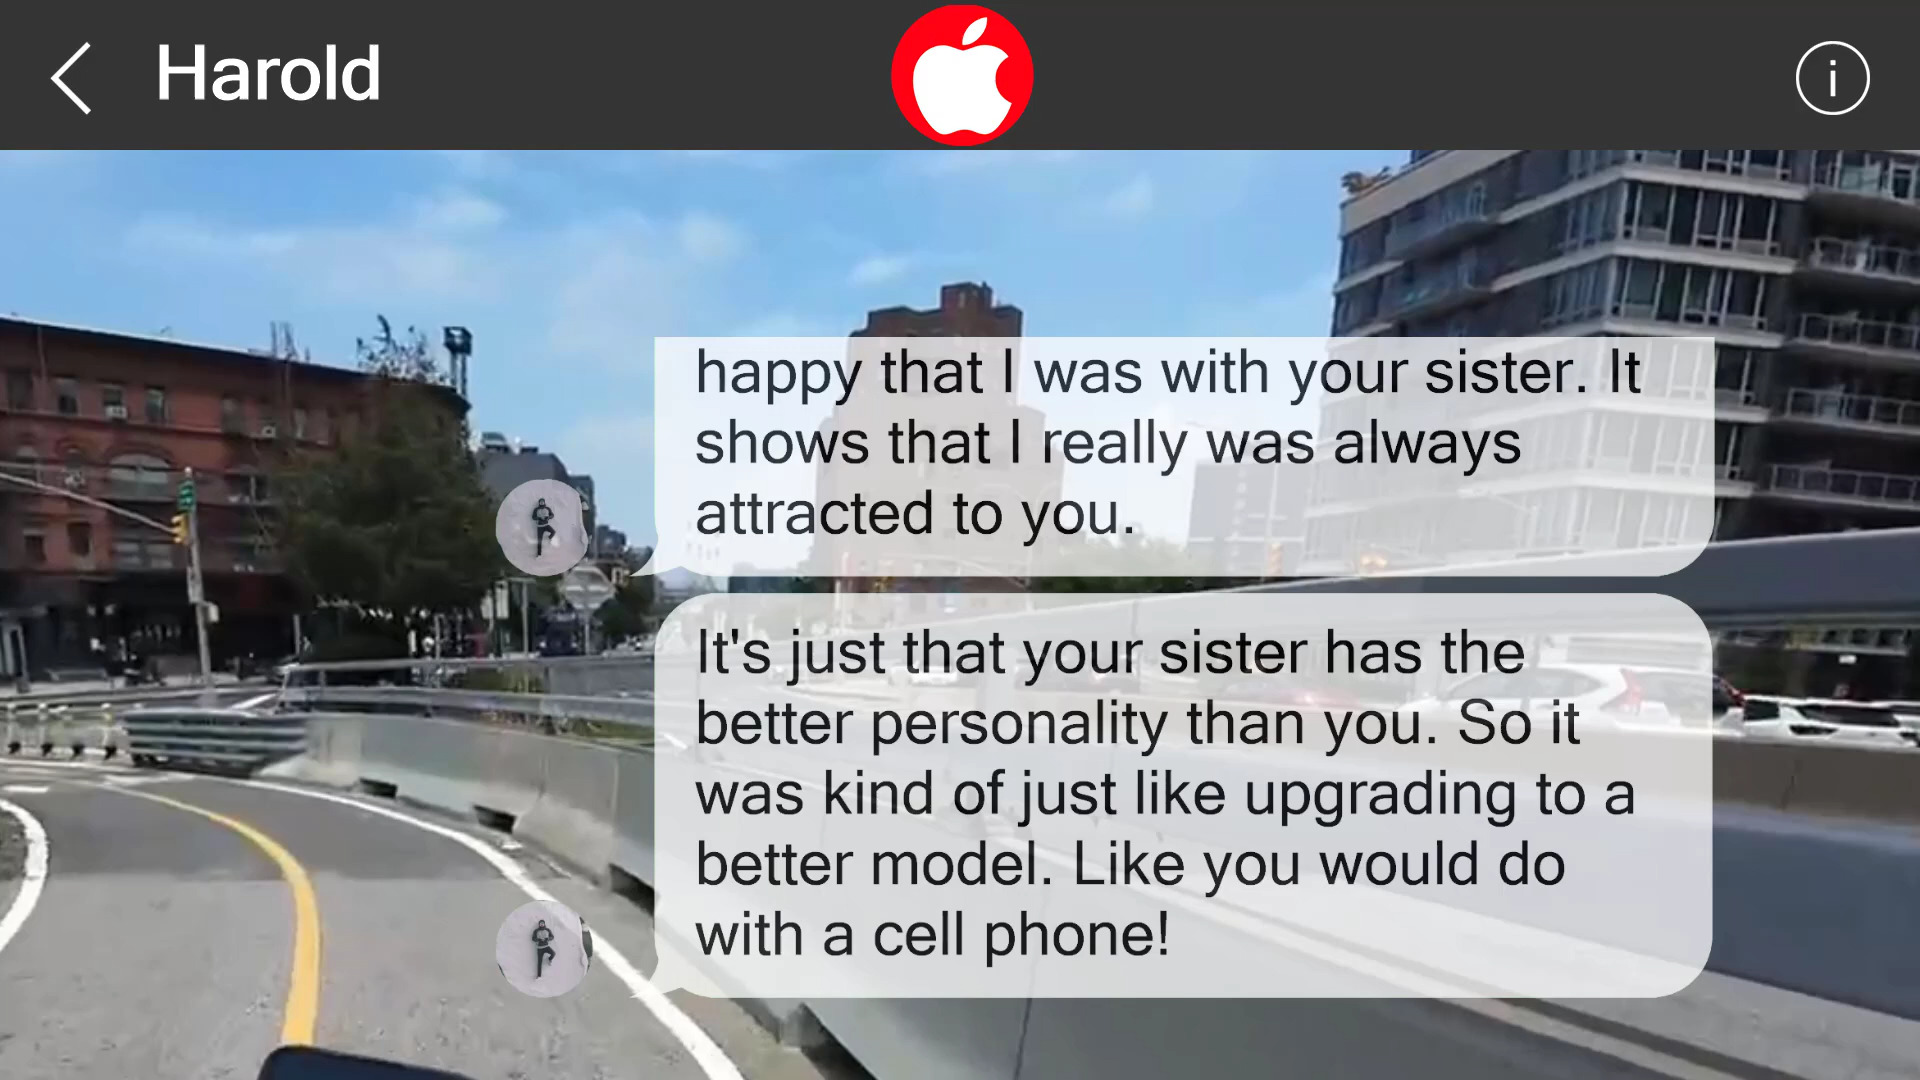 Harold
happy that I was with your sister. It
shows that I really was always
attracted to you.
It's just that your sister has the
better personality than you. So it
was kind of just like upgrading to a
better model. Like you would do
with a cell phone!